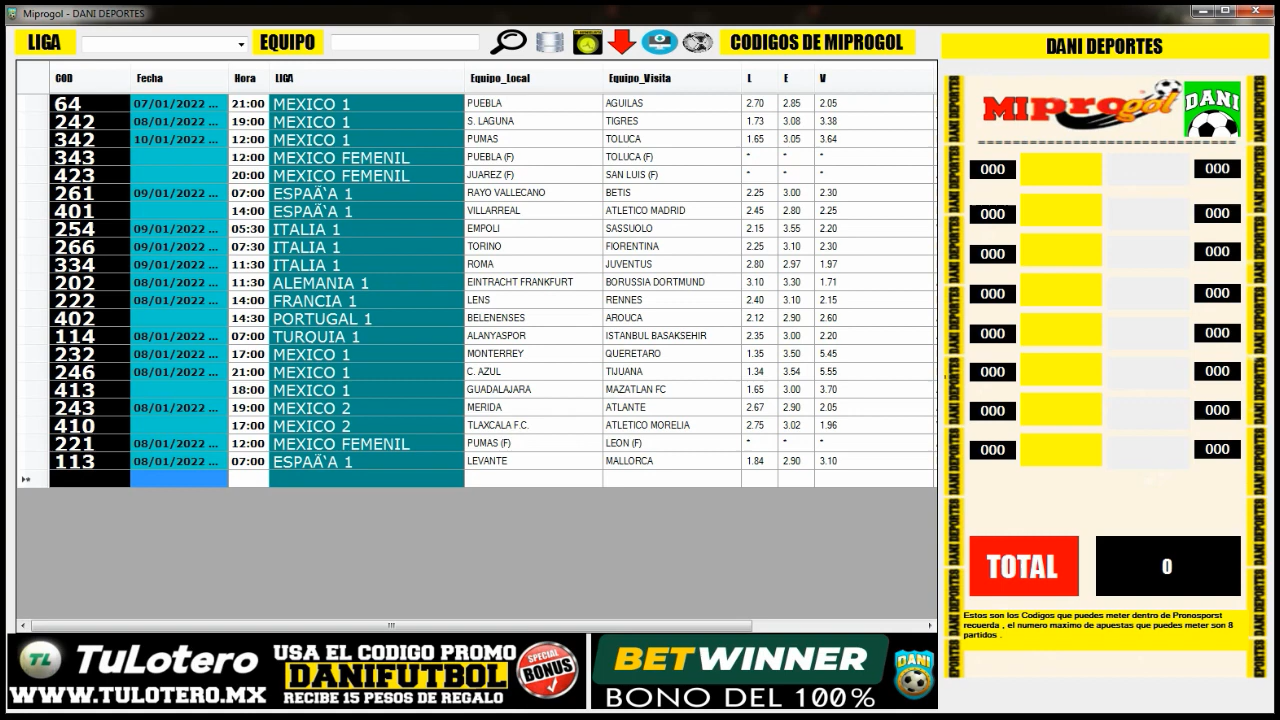 Miprogol - DANI DEPORTES
LIGA EQUIPO CODIGOS DE MIPROGOL DANI DEPORTES
COD Fecha Hora LIGA Equipo_Local Equipo_Visita L E V
64 07/01/2022 ... 21:00 MEXICO 1 PUEBLA AGUILAS 2.70 2.85 2.05
242 08/01/2022 ... 19:00 MEXICO 1 S. LAGUNA TIGRES 1.73 3.08 3.38
342 10/01/2022 ... 12:00 MEXICO 1 PUMAS TOLUCA 1.65 3.05 3.64
343 12:00 MEXICO FEMENIL PUEBLA (F) TOLUCA (F) * * *
423 20:00 MEXICO FEMENIL JUAREZ (F) SAN LUIS (F) * * *
261 09/01/2022 ... 07:00 ESPAÄ‘A 1 RAYO VALLECANO BETIS 2.25 3.00 2.30
401 14:00 ESPAÄ‘A 1 VILLARREAL ATLETICO MADRID 2.45 2.80 2.25
254 09/01/2022 ... 05:30 ITALIA 1 EMPOLI SASSUOLO 2.15 3.55 2.20
266 09/01/2022 ... 07:30 ITALIA 1 TORINO FIORENTINA 2.25 3.10 2.30
334 09/01/2022 ... 11:30 ITALIA 1 ROMA JUVENTUS 2.80 2.97 1.97
202 08/01/2022 ... 11:30 ALEMANIA 1 EINTRACHT FRANKFURT BORUSSIA DORTMUND 3.10 3.30 1.71
222 08/01/2022 ... 14:00 FRANCIA 1 LENS RENNES 2.40 3.10 2.15
402 14:30 PORTUGAL 1 BELENENSES AROUCA 2.12 2.90 2.60
114 08/01/2022 ... 07:00 TURQUIA 1 ALANYASPOR ISTANBUL BASAKSEHIR 2.35 3.00 2.20
232 08/01/2022 ... 17:00 MEXICO 1 MONTERREY QUERETARO 1.35 3.50 5.45
246 08/01/2022 ... 21:00 MEXICO 1 C. AZUL TIJUANA 1.34 3.54 5.55
413 18:00 MEXICO 1 GUADALAJARA MAZATLAN FC 1.65 3.00 3.70
243 08/01/2022 ... 19:00 MEXICO 2 MERIDA ATLANTE 2.67 2.90 2.05
410 17:00 MEXICO 2 TLAXCALA F.C. ATLETICO MORELIA 2.75 3.02 1.96
221 08/01/2022 ... 12:00 MEXICO FEMENIL PUMAS (F) LEON (F) * * *
113 08/01/2022 ... 07:00 ESPAÄ‘A 1 LEVANTE MALLORCA 1.84 2.90 3.10
MIprogol DANI
000 000
000 000
000 000
000 000
000 000
000 000
000 000
000 000
TOTAL 0
Estos son los Codigos que puedes meter dentro de Pronosporst
recuerda , el numero maximo de apuestas que puedes meter son 8
partidos .
DANI DEPORTES DANI DEPORTES DANI DEPORTES DANI DEPORTES
DANI DEPORTES DANI DEPORTES DANI DEPORTES DANI DEPORTES
TL TuLotero
WWW.TULOTERO.MX
USA EL CODIGO PROMO
DANIFUTBOL
RECIBE 15 PESOS DE REGALO
SPECIAL
BONUS
BETWINNER
BONO DEL 100%
DANI